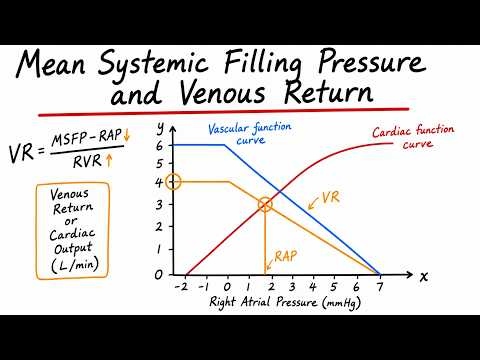 Mean Systemic Filling Pressure
and Venous Return
VR = MSFP - RAP ↓
RVR ↑
Venous
Return
or
Cardiac
Output
(L/min)
y
6
5
4
3
2
1
0
Vascular function
curve
Cardiac function
curve
VR
RAP
-2 -1 0 1 2 3 4 5 6 7 x
Right Atrial Pressure (mmHg)